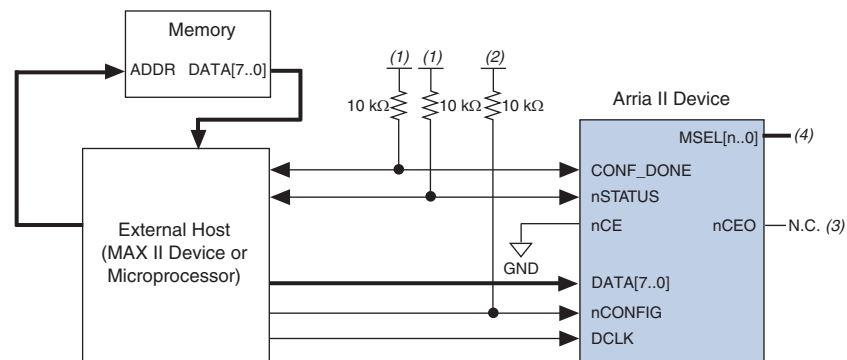 Memory
ADDR DATA[7..0]
(1) (1) (2)
10 kΩ 10 kΩ 10 kΩ
Arria II Device
MSEL[n..0] (4)
CONF_DONE
nSTATUS
nCE nCEO N.C. (3)
GND
External Host
(MAX II Device or
Microprocessor)
DATA[7..0]
nCONFIG
DCLK